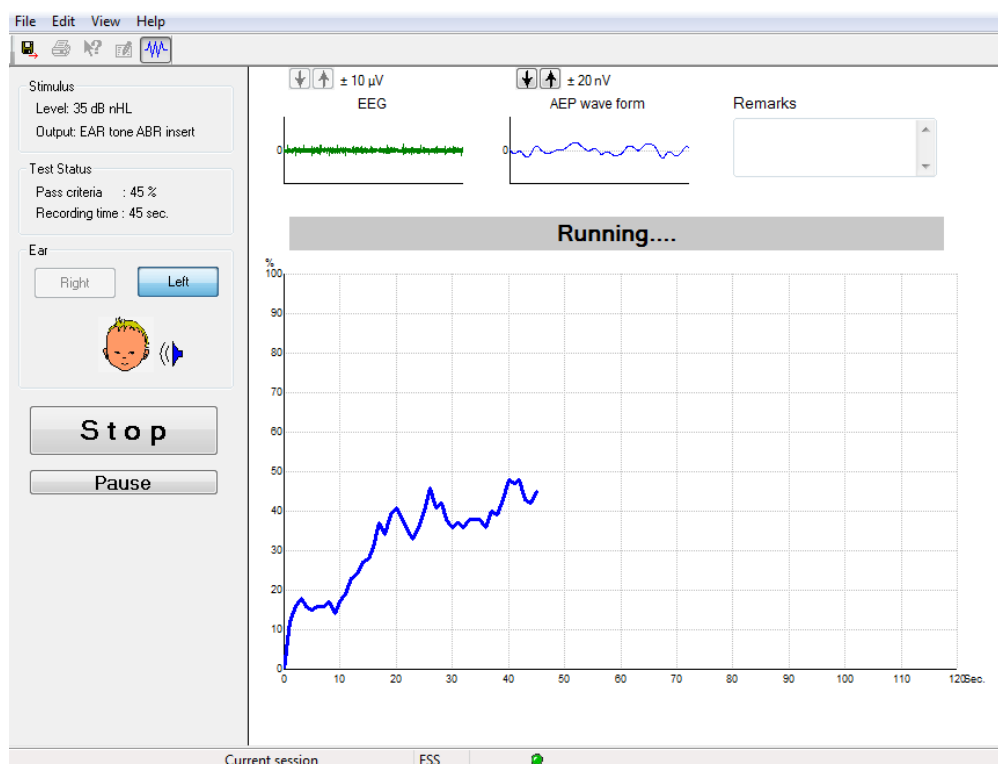 File Edit View Help
Stimulus
Level: 35 dB nHL
Output: EAR tone ABR insert
Test Status
Pass criteria : 45 %
Recording time : 45 sec.
Ear
Right Left
Stop
Pause
± 10 µV
EEG
0
± 20 nV
AEP wave form
0
Remarks
Running....
%
100
90
80
70
60
50
40
30
20
10
0
0 10 20 30 40 50 60 70 80 90 100 110 120 Sec.
Current session ESS